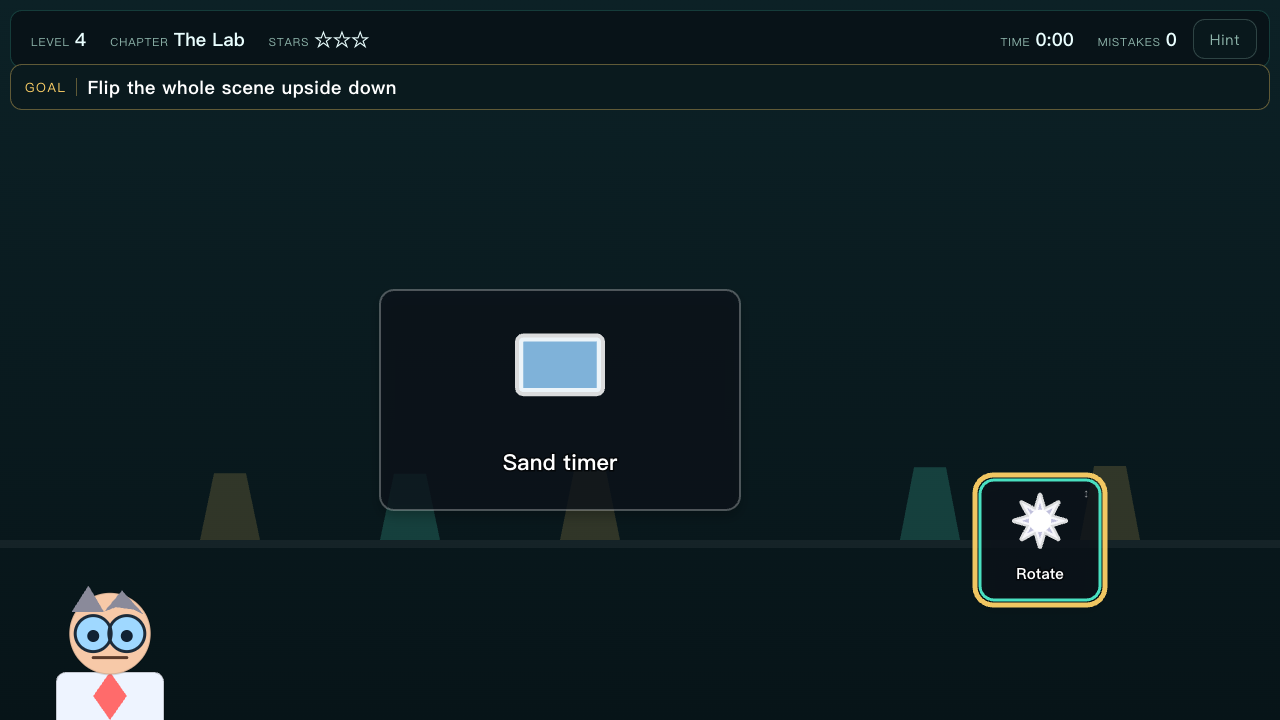 LEVEL 4 CHAPTER The Lab STARS ☆☆☆ TIME 0:00 MISTAKES 0 Hint
GOAL Flip the whole scene upside down
Sand timer
Rotate